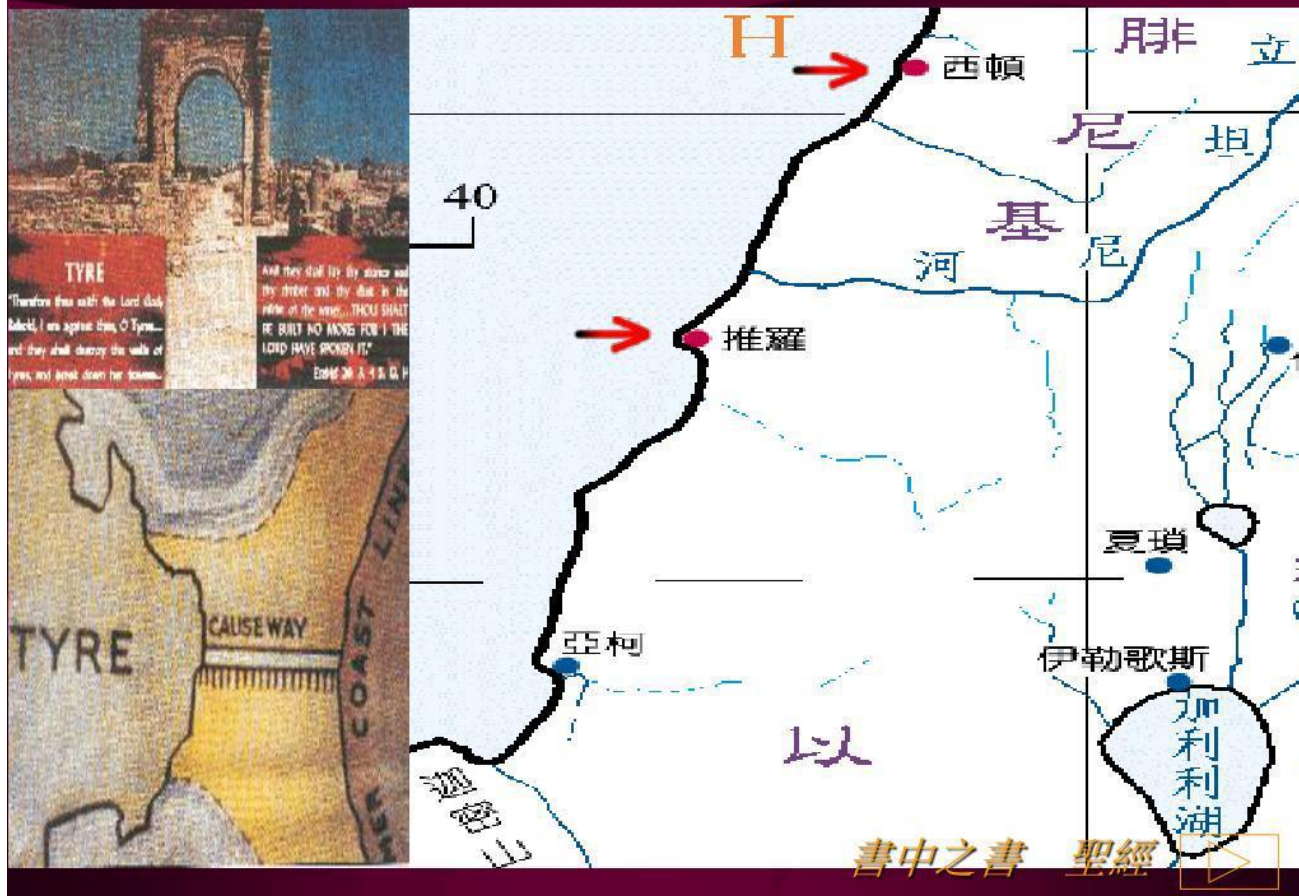 TYRE
"Therefore thus saith the Lord God,
Behold, I am against thee, O Tyrus...
and they shall destroy the walls of
Tyrus, and break down her towers...
And they shall lay thy stones and
thy timber and thy dust in the
of the water... THOU SHALT
BE BUILT NO MORE FOR I THE
LORD HAVE SPOKEN IT."
TYRE
CAUSEWAY
COAST LINE
H
40
西頓
腓尼基
立坦尼河
推羅
夏瑣
亞柯
伊勒歌斯
加利利湖
以
山
書中之書 聖經